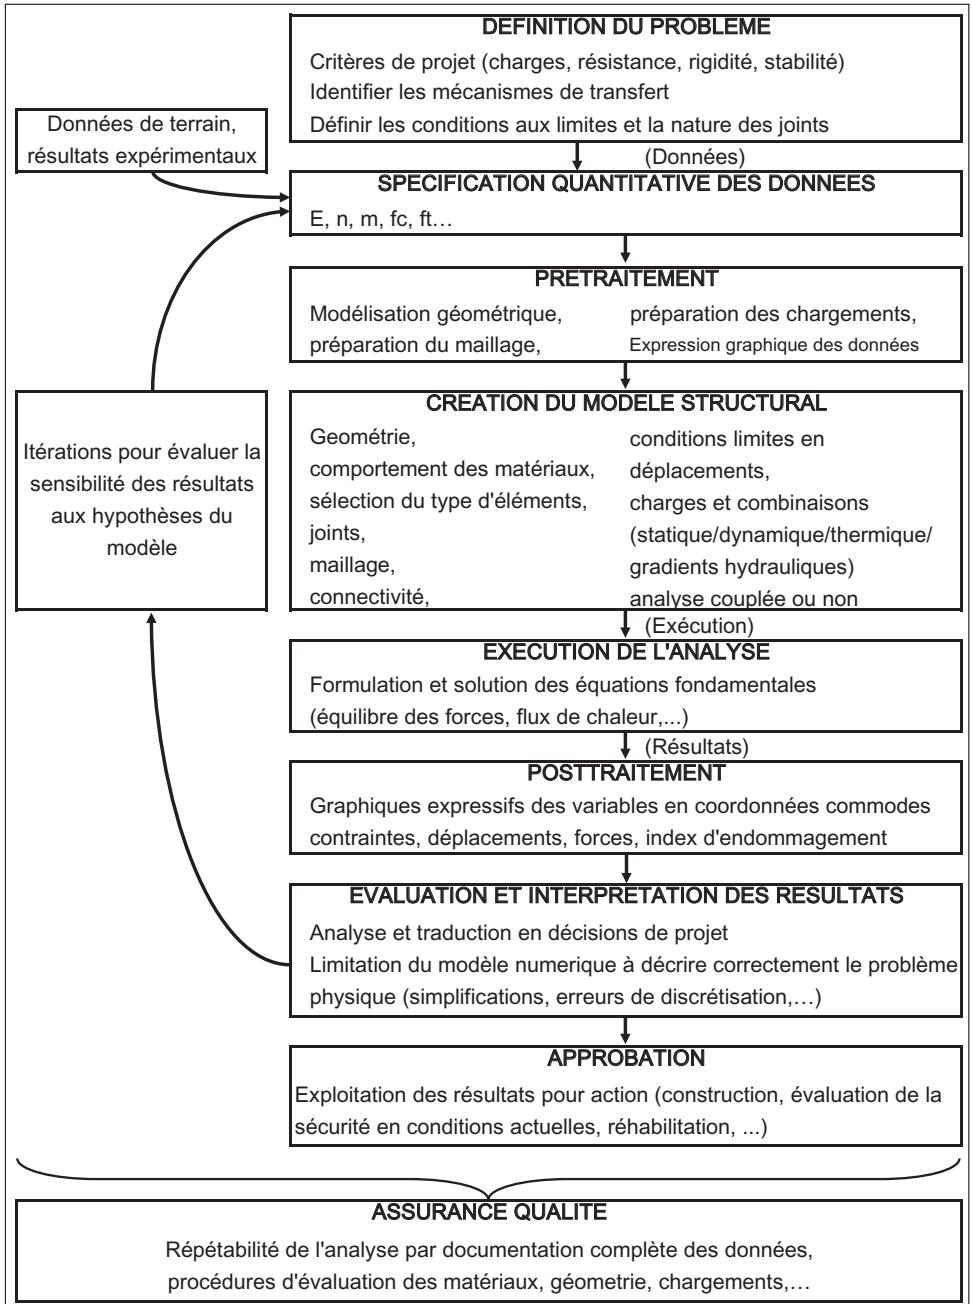 DEFINITION DU PROBLEME
Critères de projet (charges, résistance, rigidité, stabilité)
Identifier les mécanismes de transfert
Définir les conditions aux limites et la nature des joints
Données de terrain,
résultats expérimentaux
(Données)
SPECIFICATION QUANTITATIVE DES DONNEES
E, n, m, fc, ft…
PRETRAITEMENT
Modélisation géométrique,
préparation du maillage,
préparation des chargements,
Expression graphique des données
CREATION DU MODELE STRUCTURAL
Geométrie,
comportement des matériaux,
sélection du type d'éléments,
joints,
maillage,
connectivité,
conditions limites en
déplacements,
charges et combinaisons
(statique/dynamique/thermique/
gradients hydrauliques)
analyse couplée ou non
Itérations pour évaluer la
sensibilité des résultats
aux hypothèses du
modèle
(Exécution)
EXECUTION DE L'ANALYSE
Formulation et solution des équations fondamentales
(équilibre des forces, flux de chaleur,...)
(Résultats)
POSTTRAITEMENT
Graphiques expressifs des variables en coordonnées commodes
contraintes, déplacements, forces, index d'endommagement
EVALUATION ET INTERPRETATION DES RESULTATS
Analyse et traduction en décisions de projet
Limitation du modèle numerique à décrire correctement le problème
physique (simplifications, erreurs de discrétisation,…)
APPROBATION
Exploitation des résultats pour action (construction, évaluation de la
sécurité en conditions actuelles, réhabilitation, ...)
ASSURANCE QUALITE
Répétabilité de l'analyse par documentation complète des données,
procédures d'évaluation des matériaux, géometrie, chargements,…